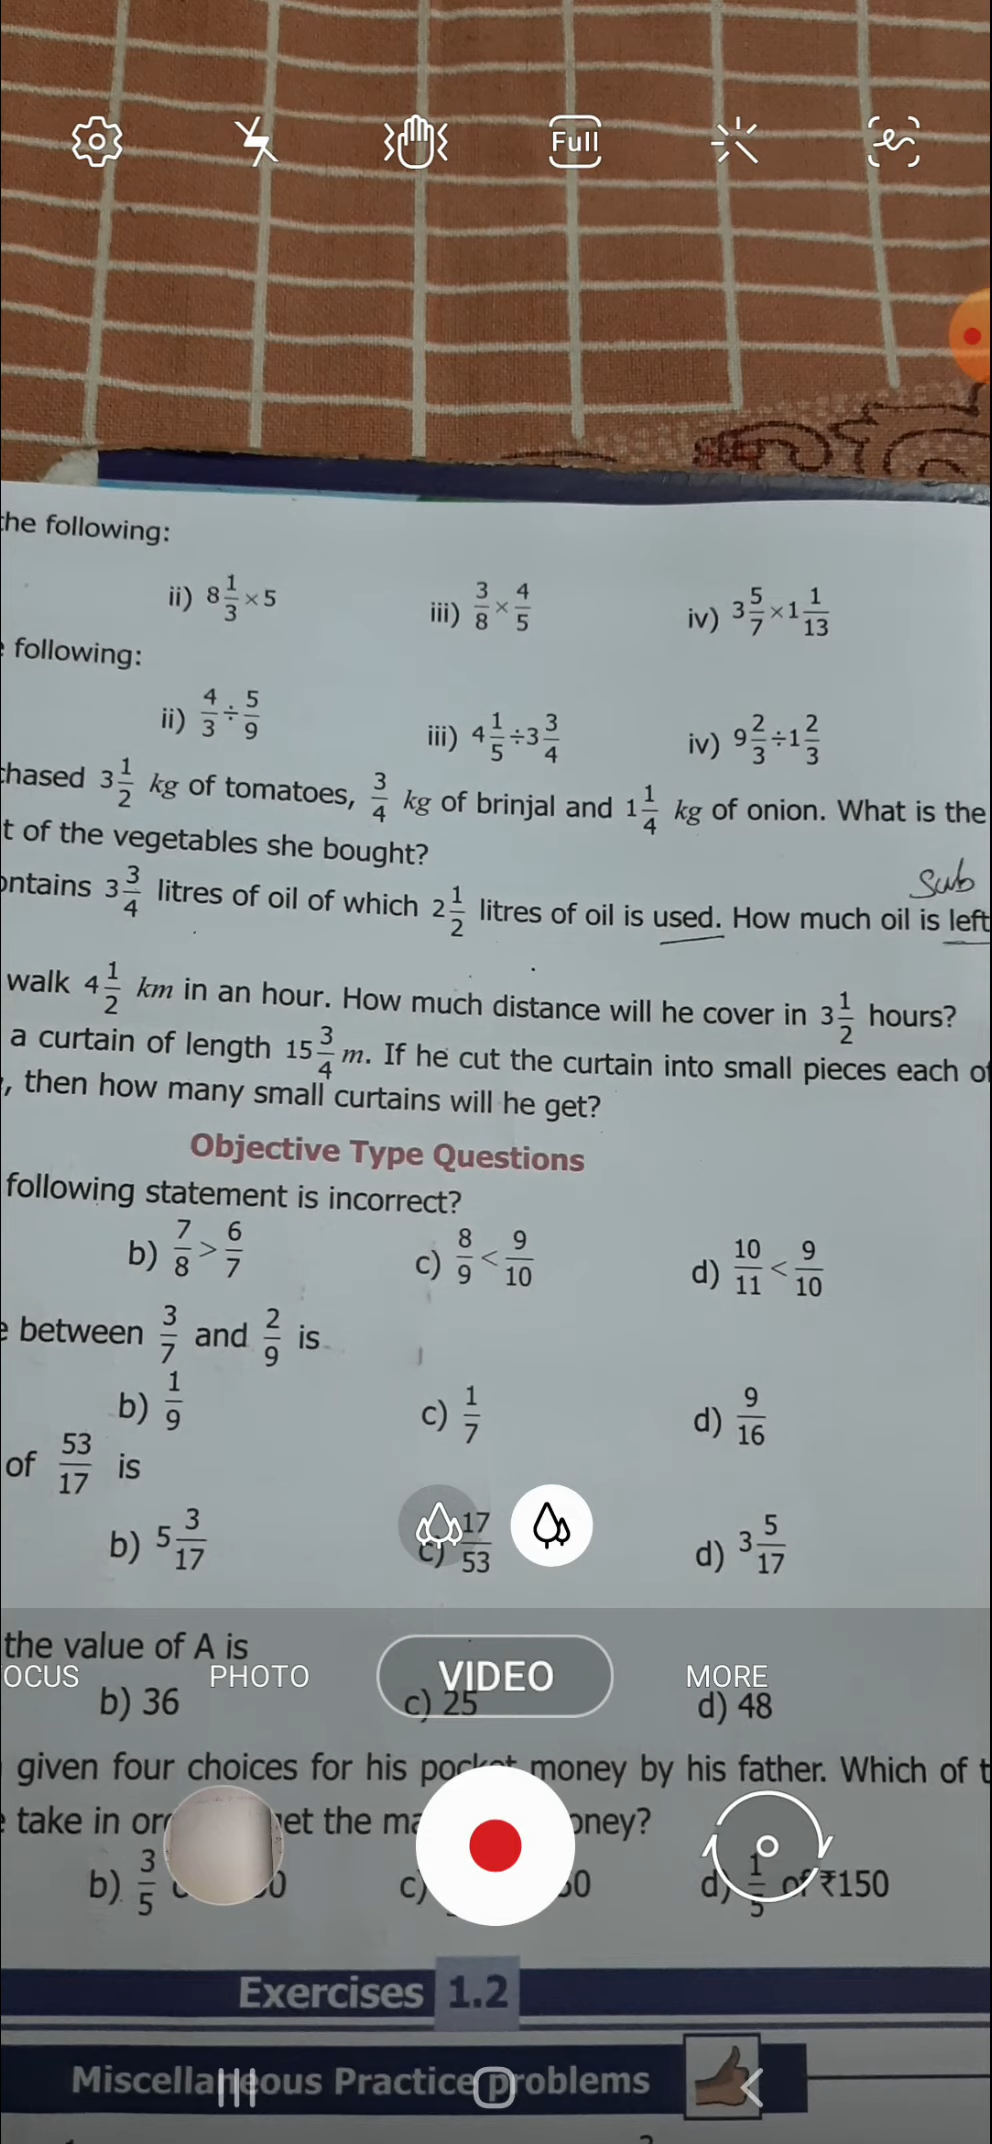 Full
the following:
ii) 8 1/3 × 5 iii) 3/8 × 4/5 iv) 3 5/7 × 1 1/13
following:
ii) 4/3 ÷ 5/9 iii) 4 1/5 ÷ 3 3/4 iv) 9 2/3 ÷ 1 2/3
chased 3 1/2 kg of tomatoes, 3/4 kg of brinjal and 1 1/4 kg of onion. What is the
t of the vegetables she bought?
Sub
ontains 3 3/4 litres of oil of which 2 1/2 litres of oil is used. How much oil is left
walk 4 1/2 km in an hour. How much distance will he cover in 3 1/2 hours?
a curtain of length 15 3/4 m. If he cut the curtain into small pieces each of
, then how many small curtains will he get?
Objective Type Questions
following statement is incorrect?
b) 7/8 > 6/7 c) 8/9 < 9/10 d) 10/11 < 9/10
e between 3/7 and 2/9 is
b) 1/9 c) 1/7 d) 9/16
of 53/17 is
b) 5 3/17 c) 17/53 d) 3 5/17
the value of A is
OCUS PHOTO VIDEO MORE
b) 36 c) 25 d) 48
given four choices for his pocket money by his father. Which of t
take in or et the ma oney?
b) 3/5 0 c) 50 d) 1/5 of ₹150
Exercises 1.2
Miscellaneous Practice problems